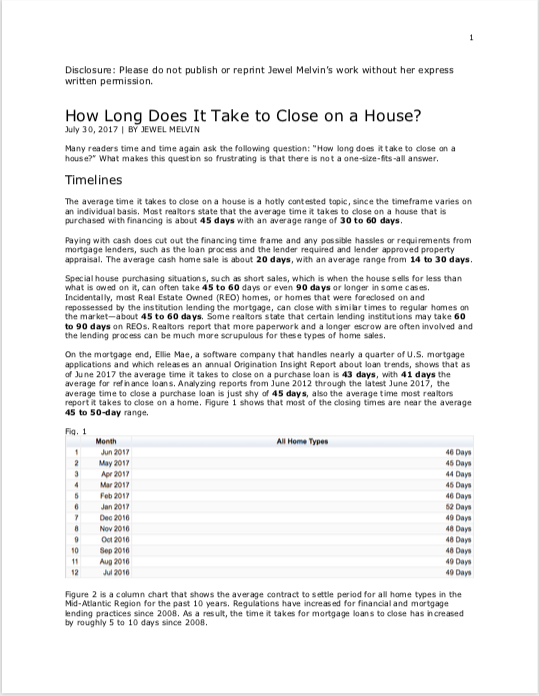 1
Disclosure: Please do not publish or reprint Jewel Melvin's work without her express
written permission.
How Long Does It Take to Close on a House?
July 30, 2017 | BY JEWEL MELVIN
Many readers time and time again ask the following question: "How long does it take to close on a
house?" What makes this question so frustrating is that there is not a one-size-fits-all answer.
Timelines
The average time it takes to close on a house is a hotly contested topic, since the timeframe varies on
an individual basis. Most realtors state that the average time it takes to close on a house that is
purchased with financing is about 45 days with an average range of 30 to 60 days.
Paying with cash does cut out the financing time frame and any possible hassles or requirements from
mortgage lenders, such as the loan process and the lender required and lender approved property
appraisal. The average cash home sale is about 20 days, with an average range from 14 to 30 days.
Special house purchasing situations, such as short sales, which is when the house sells for less than
what is owed on it, can often take 45 to 60 days or even 90 days or longer in some cases.
Incidentally, most Real Estate Owned (REO) homes, or homes that were foreclosed on and
repossessed by the institution lending the mortgage, can close with similar times to regular homes on
the market—about 45 to 60 days. Some realtors state that certain lending institutions may take 60
to 90 days on REOs. Realtors report that more paperwork and a longer escrow are often involved and
the lending process can be much more scrupulous for these types of home sales.
On the mortgage end, Ellie Mae, a software company that handles nearly a quarter of U.S. mortgage
applications and which releases an annual Origination Insight Report about loan trends, shows that as
of June 2017 the average time it takes to close on a purchase loan is 43 days, with 41 days the
average for refinance loans. Analyzing reports from June 2012 through the latest June 2017, the
average time to close a purchase loan is just shy of 45 days, also the average time most realtors
report it takes to close on a home. Figure 1 shows that most of the closing times are near the average
45 to 50-day range.
Fig. 1
Month All Home Types
1 Jun 2017 46 Days
2 May 2017 45 Days
3 Apr 2017 44 Days
4 Mar 2017 45 Days
5 Feb 2017 46 Days
6 Jan 2017 52 Days
7 Dec 2016 49 Days
8 Nov 2016 48 Days
9 Oct 2016 48 Days
10 Sep 2016 48 Days
11 Aug 2016 49 Days
12 Jul 2016 49 Days
Figure 2 is a column chart that shows the average contract to settle period for all home types in the
Mid-Atlantic Region for the past 10 years. Regulations have increased for financial and mortgage
lending practices since 2008. As a result, the time it takes for mortgage loans to close has increased
by roughly 5 to 10 days since 2008.